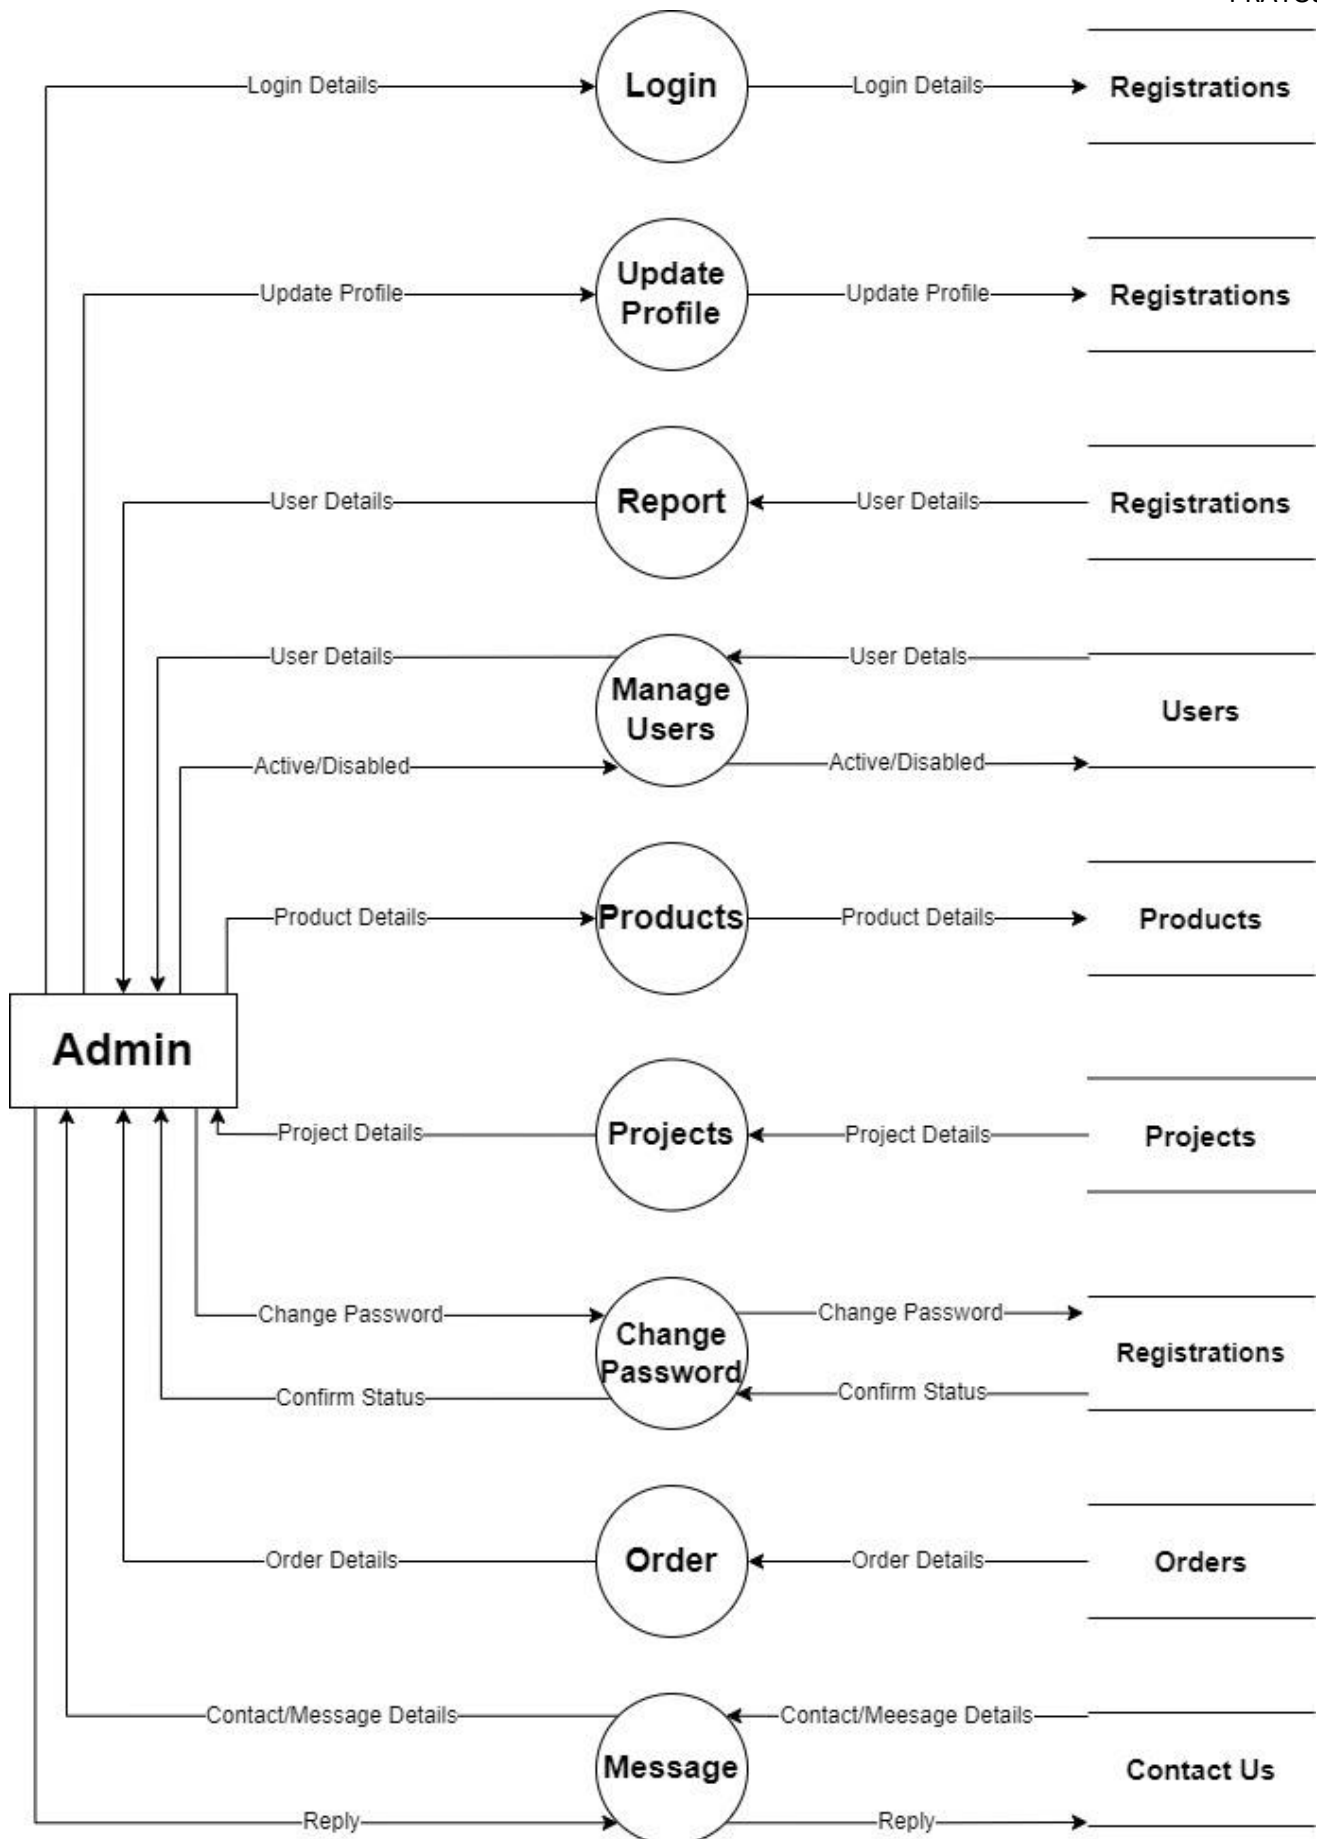 Login Details
Login
Login Details
Registrations
Update Profile
Update
Profile
Update Profile
Registrations
User Details
Report
User Details
Registrations
User Details
Manage
Users
User Detals
Users
Active/Disabled
Active/Disabled
Product Details
Products
Product Details
Products
Admin
Project Details
Projects
Project Details
Projects
Change Password
Change
Password
Change Password
Registrations
Confirm Status
Confirm Status
Order Details
Order
Order Details
Orders
Contact/Message Details
Message
Contact/Meesage Details
Contact Us
Reply
Reply